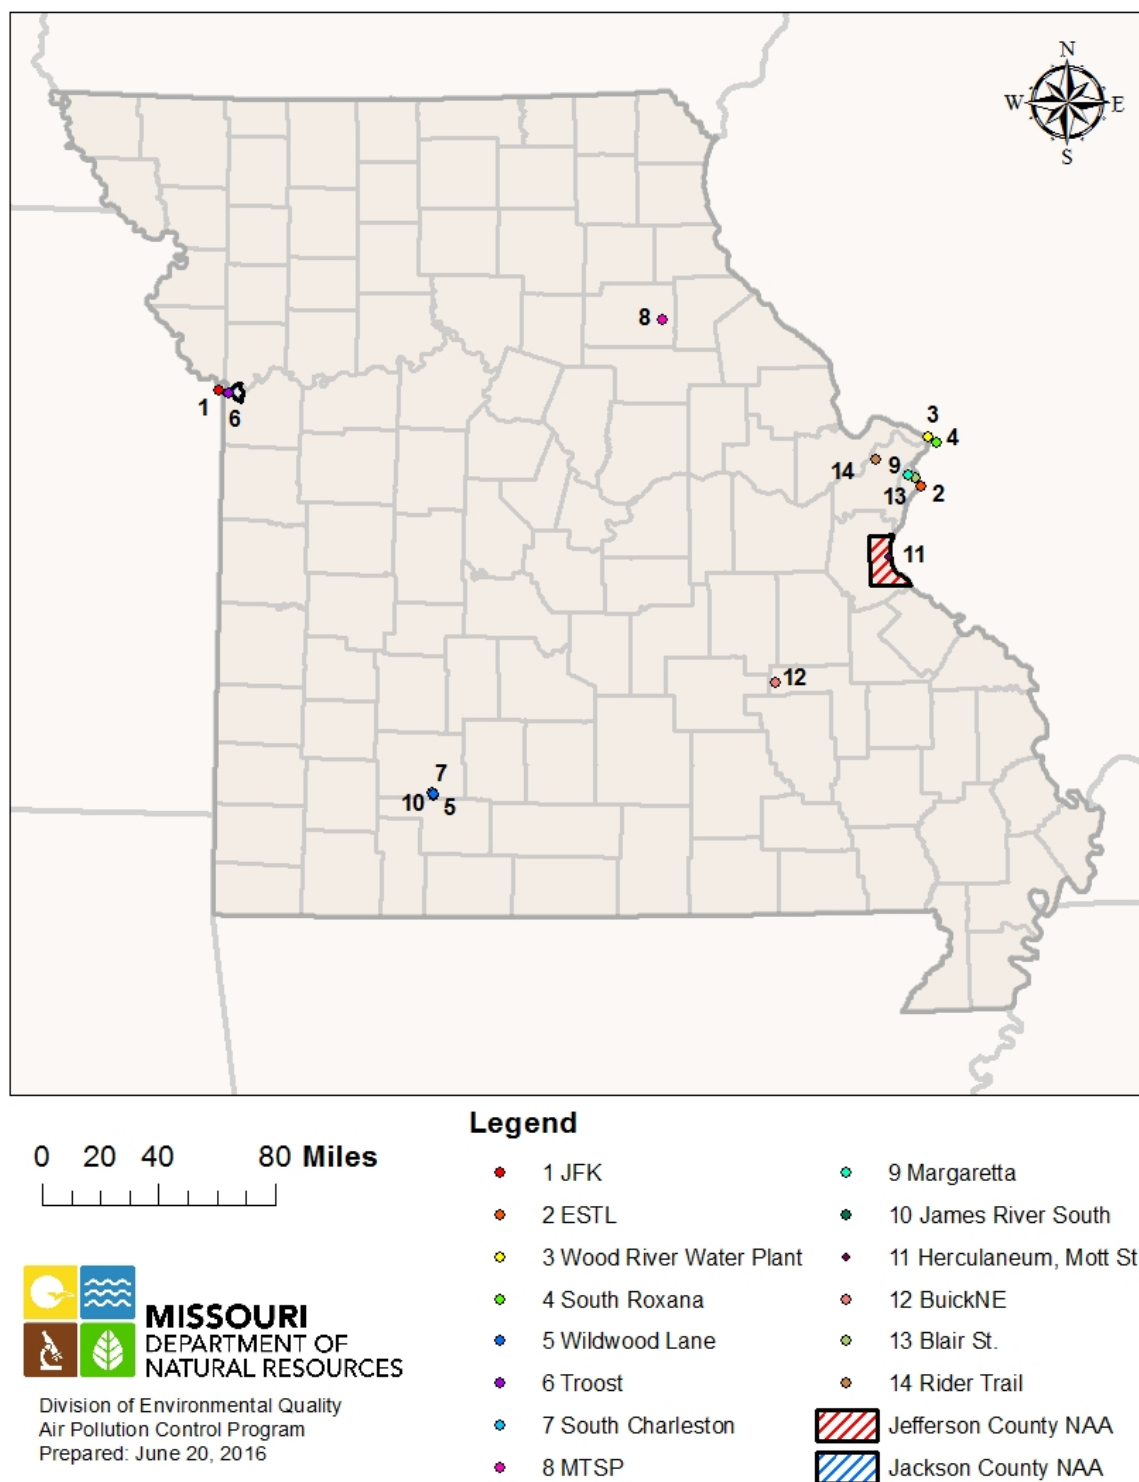 N
W E
S
8
1
6
3
4
14
9
13
2
11
12
7
10
5
Legend
0 20 40 80 Miles
1 JFK
2 ESTL
3 Wood River Water Plant
4 South Roxana
5 Wildwood Lane
6 Troost
7 South Charleston
8 MTSP
9 Margaretta
10 James River South
11 Herculaneum, Mott St
12 BuickNE
13 Blair St.
14 Rider Trail
Jefferson County NAA
Jackson County NAA
MISSOURI
DEPARTMENT OF
NATURAL RESOURCES
Division of Environmental Quality
Air Pollution Control Program
Prepared: June 20, 2016